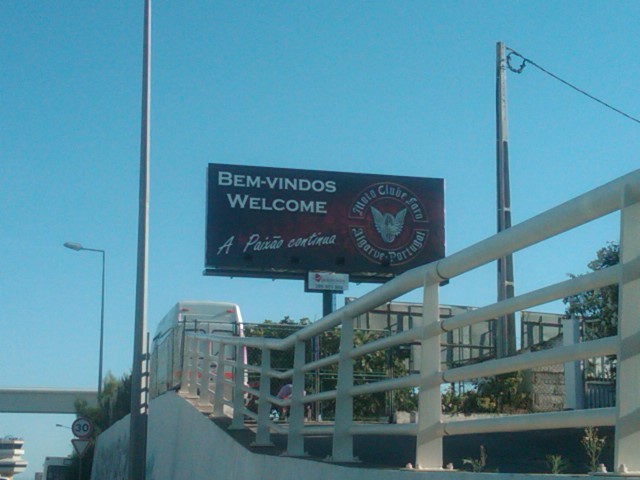 BEM-VINDOS
WELCOME
A Paixão continua
Moto Clube Faro
Algarve-Portugal
30